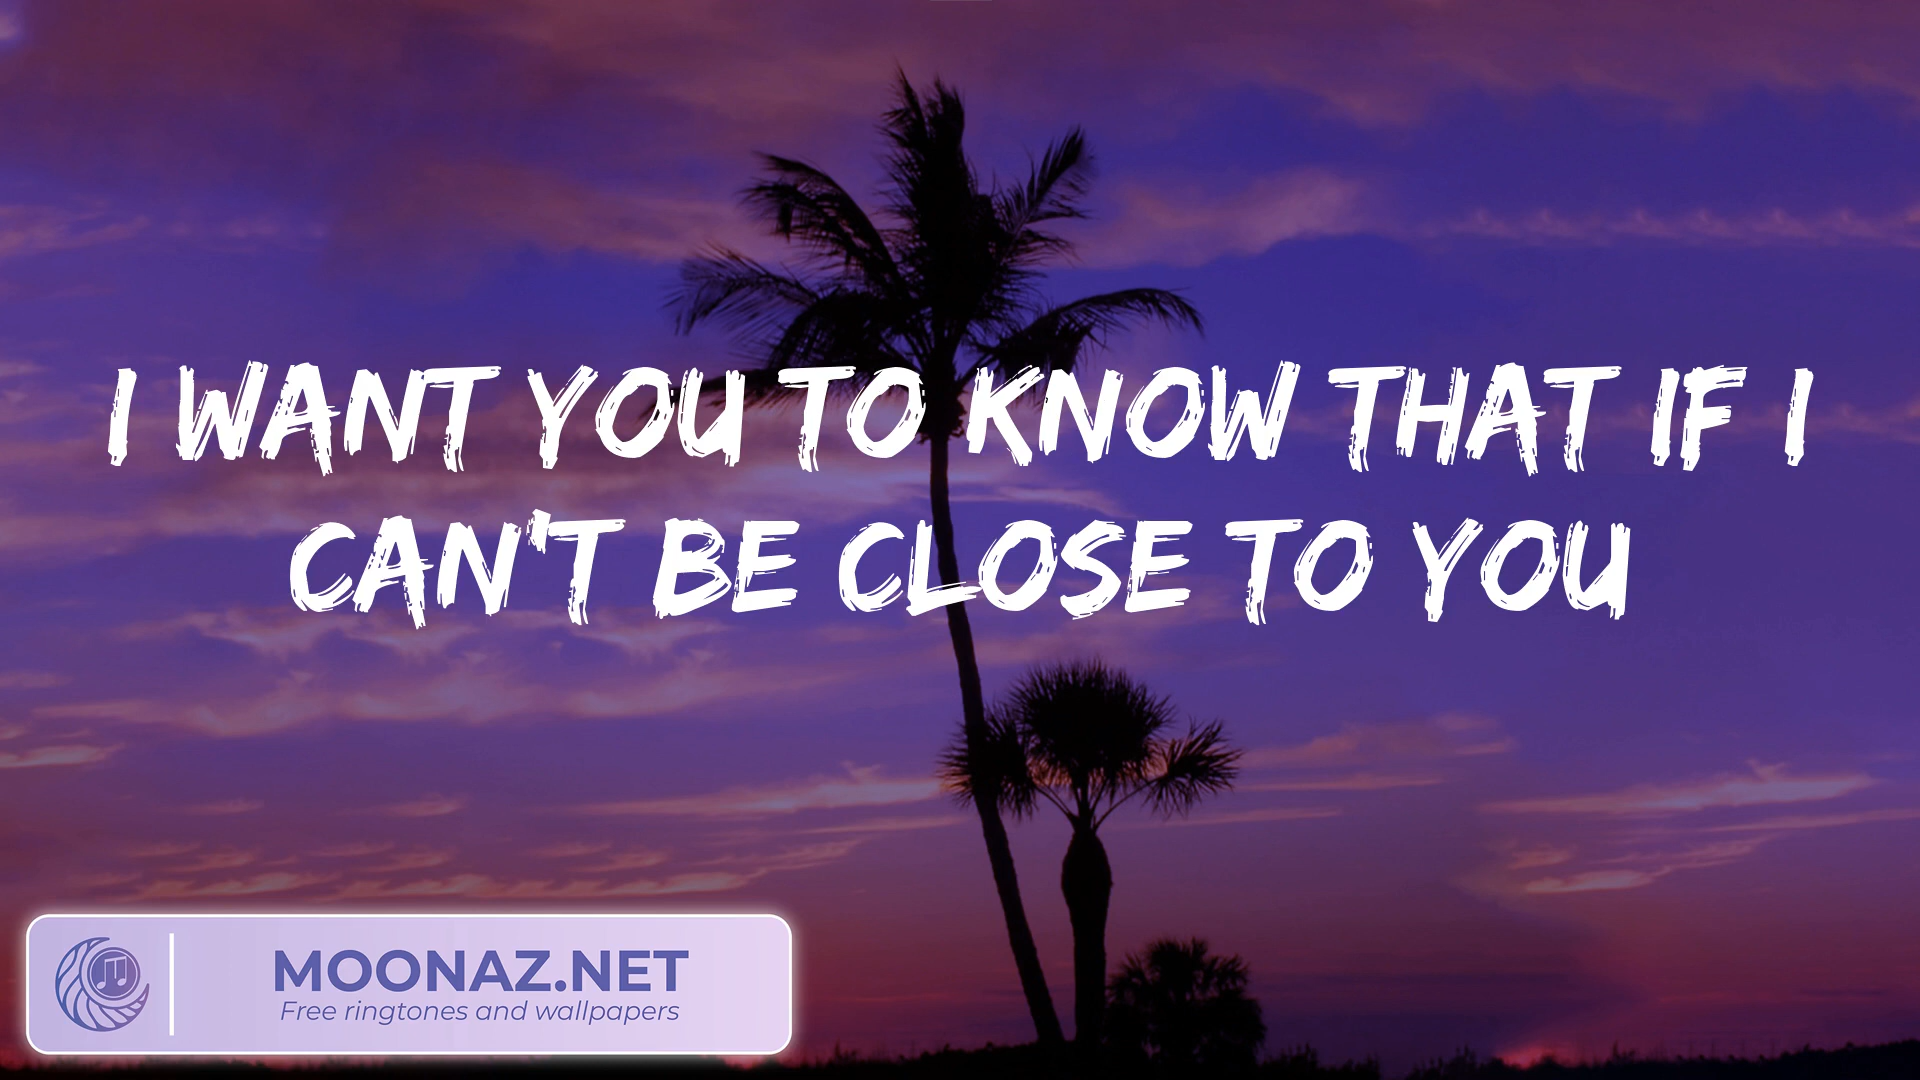 I WANT YOU TO KNOW THAT IF I
CAN'T BE CLOSE TO YOU
MOONAZ.NET
Free ringtones and wallpapers